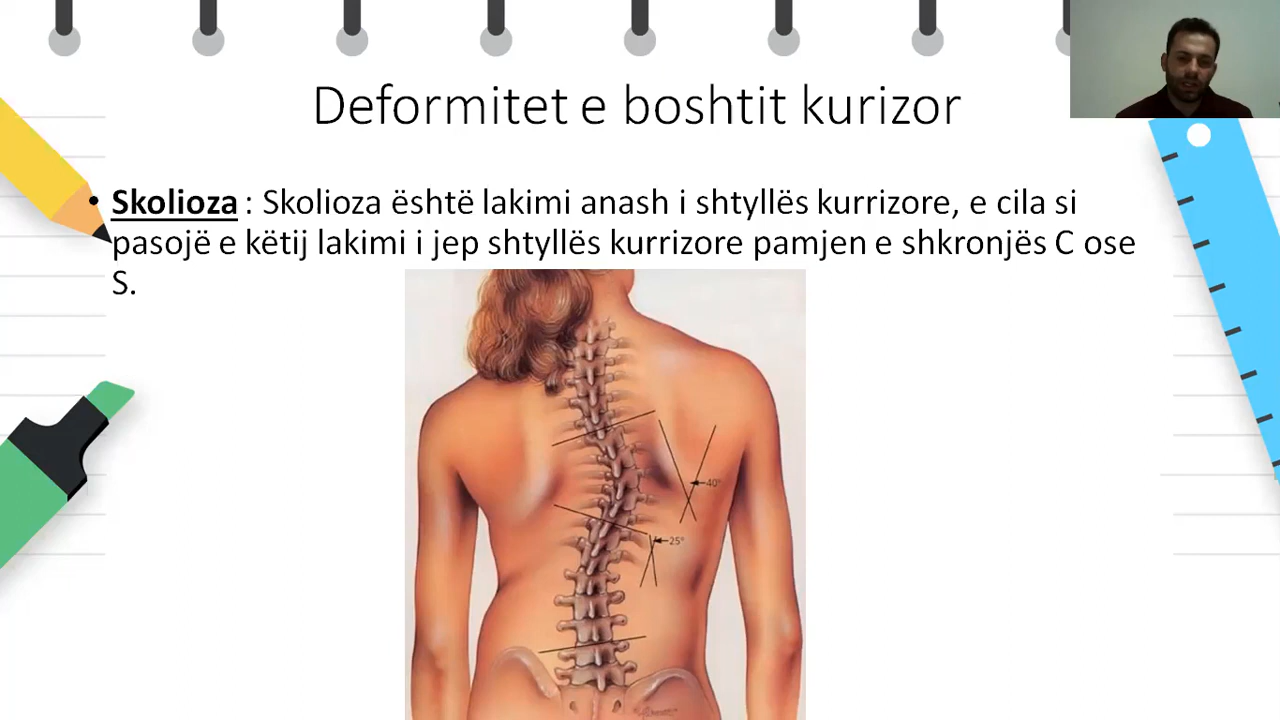 Deformitet e boshtit kurizor
• Skolioza : Skolioza është lakimi anash i shtyllës kurrizore, e cila si
pasojë e këtij lakimi i jep shtyllës kurrizore pamjen e shkronjës C ose
S.
40°
25°